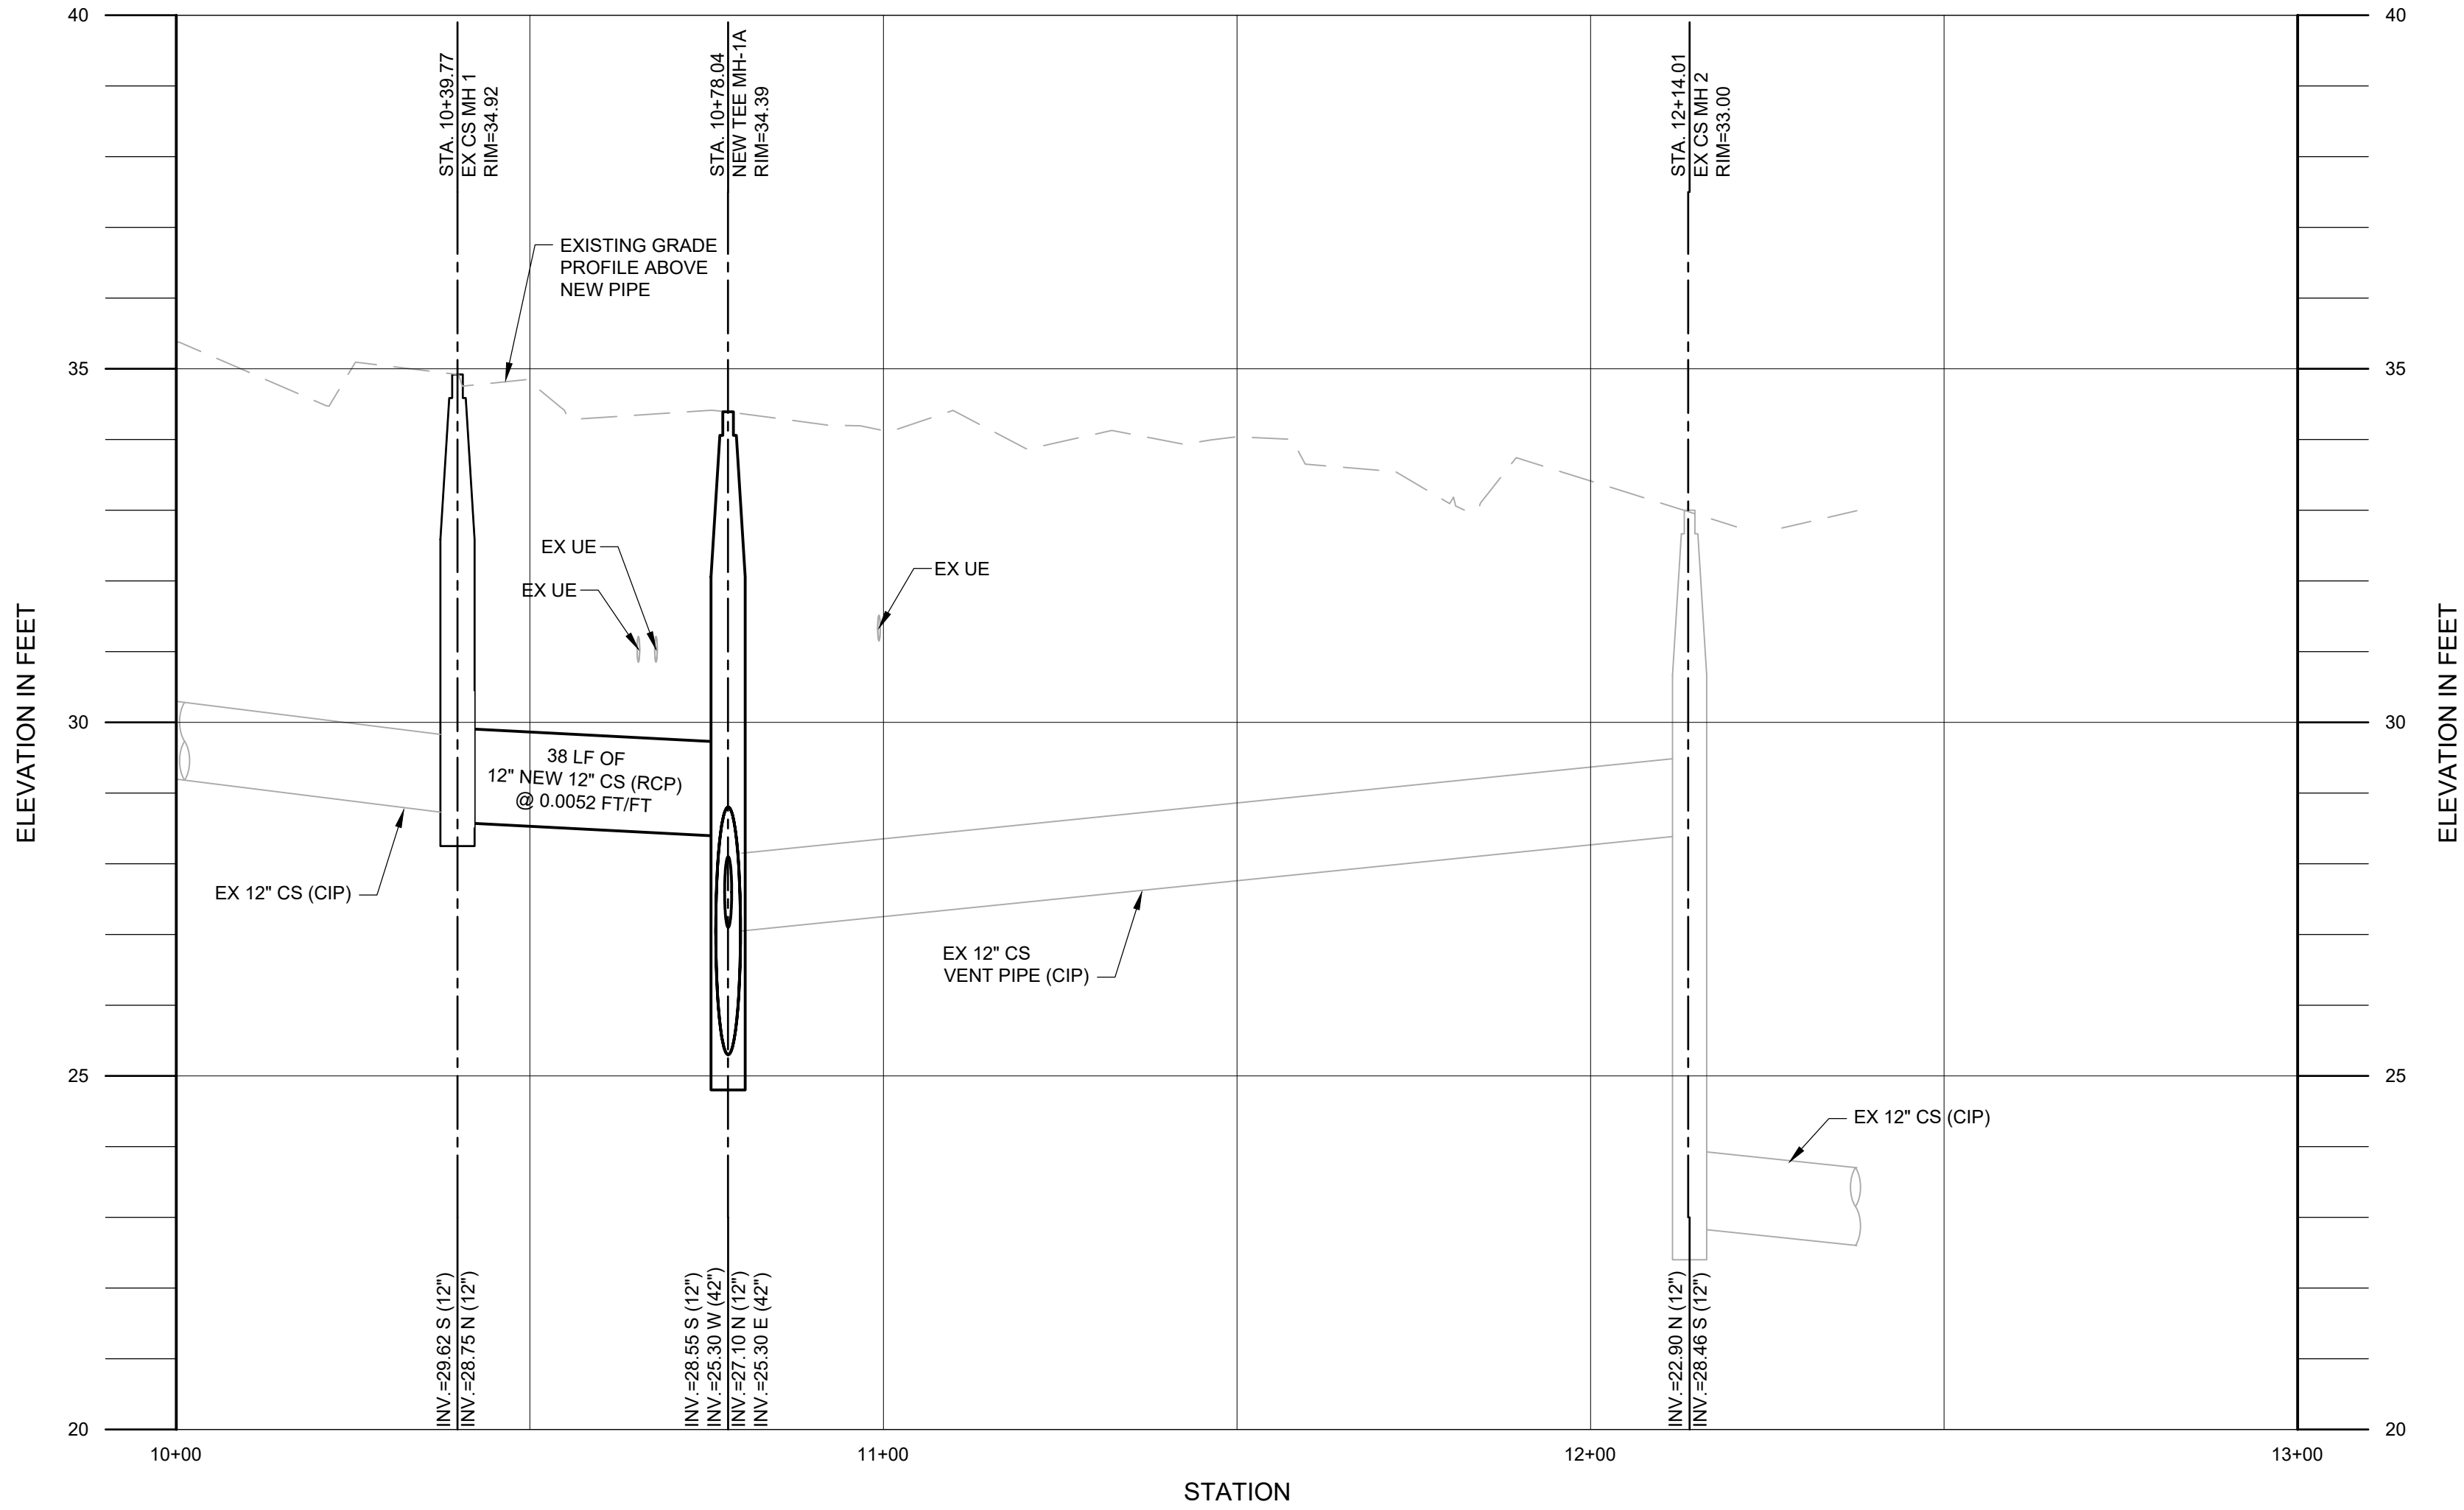 40
40
STA. 10+39.77
EX CS MH 1
RIM=34.92
STA. 10+78.04
NEW TEE MH-1A
RIM=34.39
STA. 12+14.01
EX CS MH 2
RIM=33.00
EXISTING GRADE
PROFILE ABOVE
NEW PIPE
35
35
EX UE
EX UE
EX UE
ELEVATION IN FEET
ELEVATION IN FEET
30
30
38 LF OF
12" NEW 12" CS (RCP)
@ 0.0052 FT/FT
EX 12" CS (CIP)
EX 12" CS
VENT PIPE (CIP)
25
25
EX 12" CS (CIP)
INV.=29.62 S (12")
INV.=28.75 N (12")
INV.=28.55 S (12")
INV.=25.30 W (42")
INV.=27.10 N (12")
INV.=25.30 E (42")
INV.=22.90 N (12")
INV.=28.46 S (12")
20
20
10+00
11+00
12+00
13+00
STATION